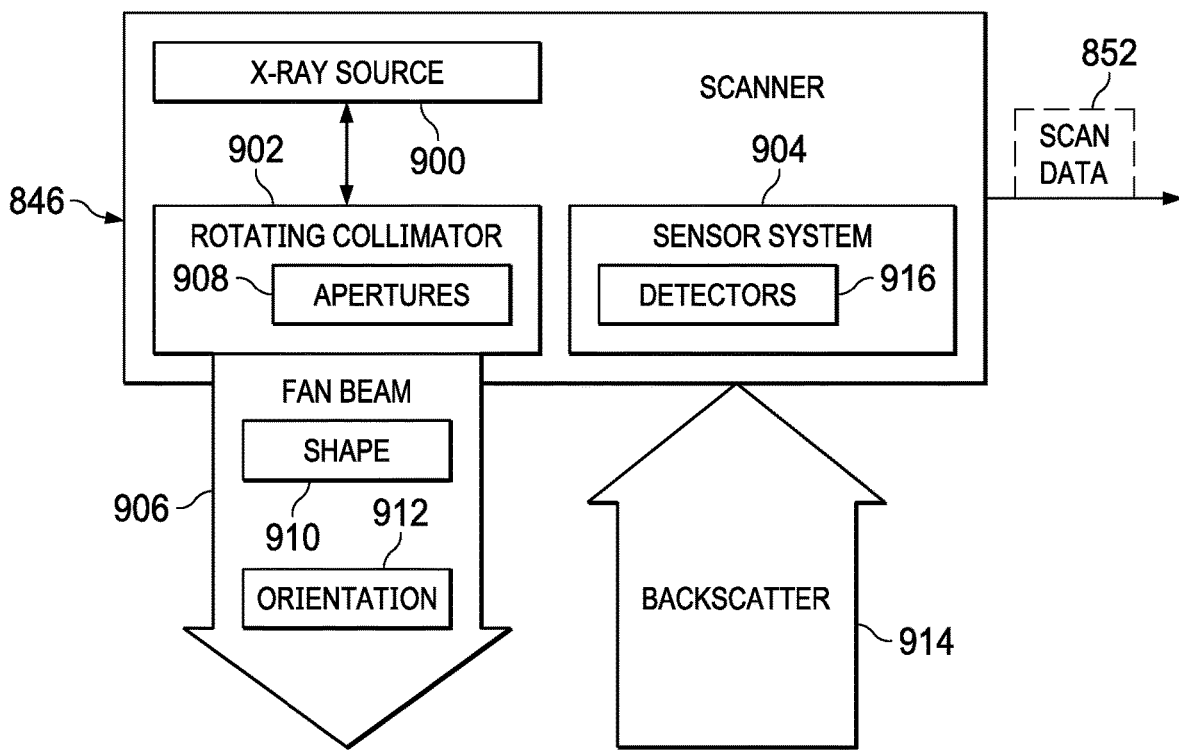 X-RAY SOURCE
SCANNER
852
SCAN
DATA
902
900
904
846
ROTATING COLLIMATOR
SENSOR SYSTEM
908
APERTURES
DETECTORS
916
FAN BEAM
SHAPE
906
910
912
ORIENTATION
BACKSCATTER
914